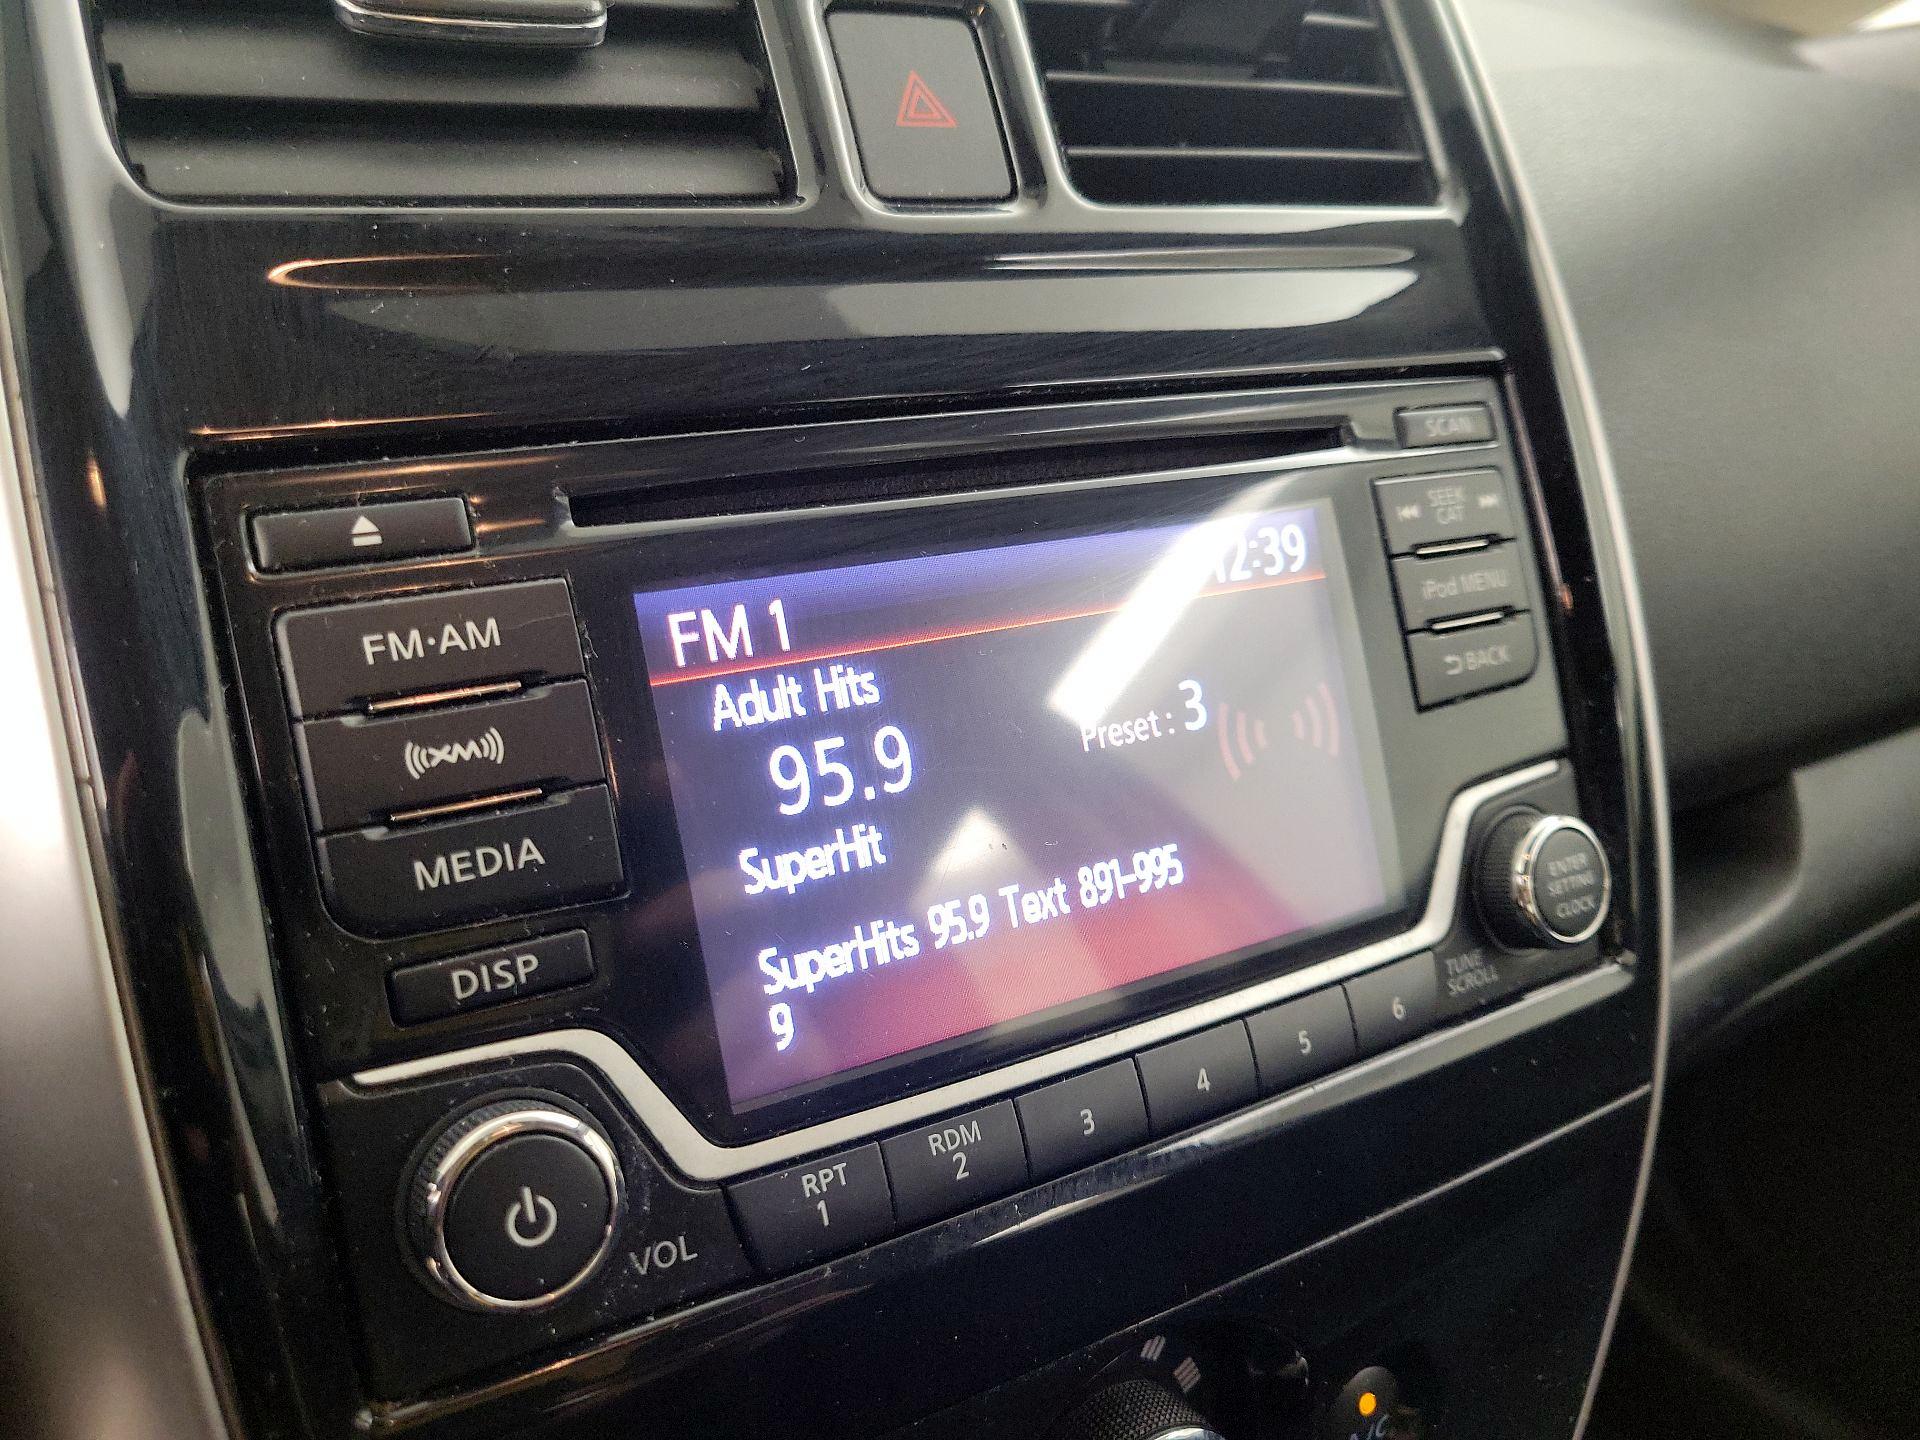 SCAN
SEEK
CAT
FM·AM
iPod MENU
XM
BACK
MEDIA
DISP
FM 1
12:39
Adult Hits
95.9
Preset : 3
SuperHit
SuperHits 95.9 Text 891-995
9
ENTER
SETTING
CLOCK
TUNE
SCROLL
VOL
RPT
1
RDM
2
3
4
5
6
A/C